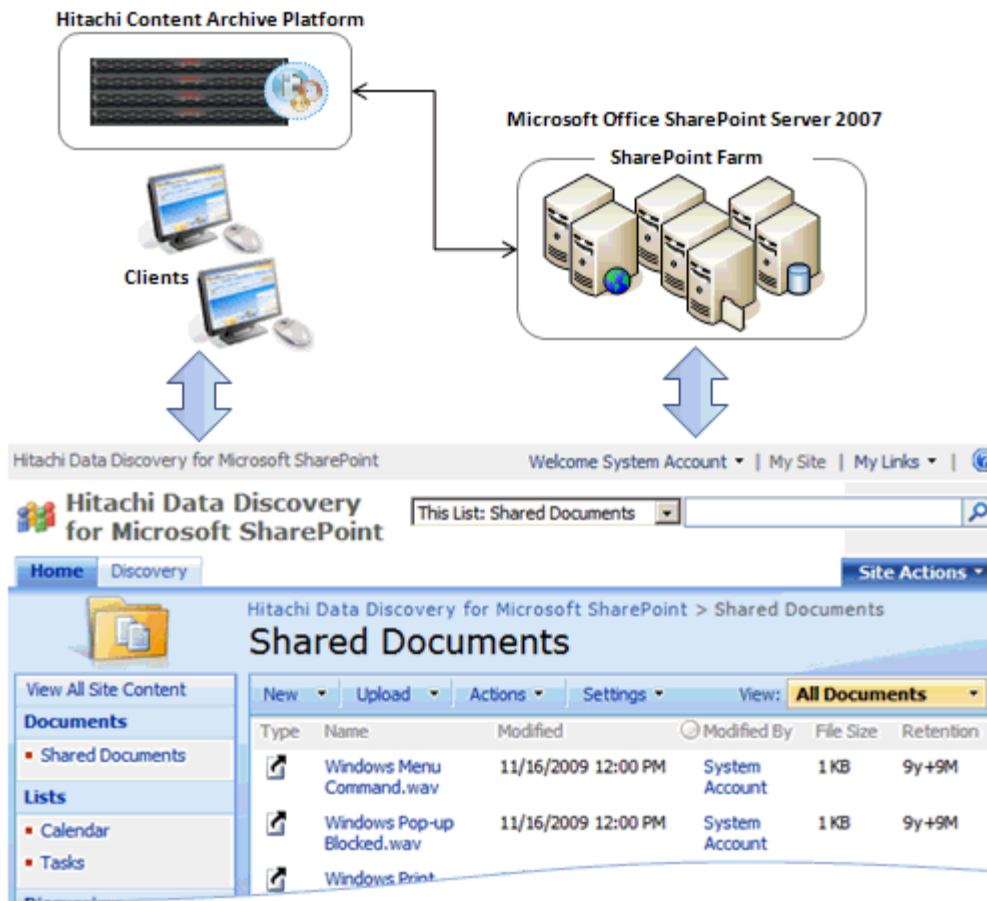 Hitachi Content Archive Platform
Microsoft Office SharePoint Server 2007
SharePoint Farm
Clients
Hitachi Data Discovery for Microsoft SharePoint
Welcome System Account | My Site | My Links |
Hitachi Data Discovery
for Microsoft SharePoint
This List: Shared Documents
Home Discovery
Site Actions
Hitachi Data Discovery for Microsoft SharePoint > Shared Documents
Shared Documents
View All Site Content
Documents
Shared Documents
Lists
Calendar
Tasks
New Upload Actions Settings View: All Documents
Type Name Modified Modified By File Size Retention
Windows Menu Command.wav 11/16/2009 12:00 PM System Account 1 KB 9y+9M
Windows Pop-up Blocked.wav 11/16/2009 12:00 PM System Account 1 KB 9y+9M
Windows Print